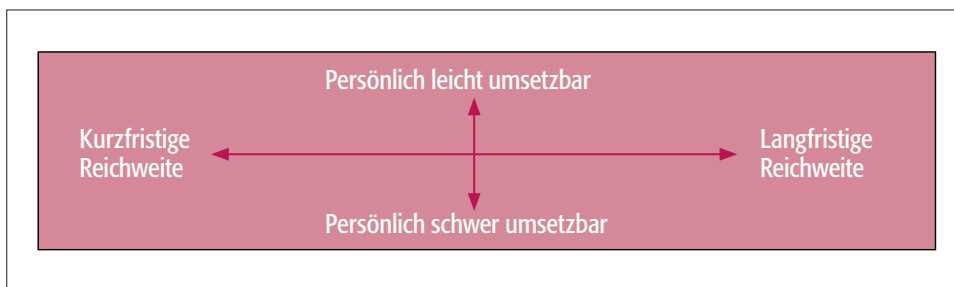 Persönlich leicht umsetzbar
Kurzfristige
Reichweite
Langfristige
Reichweite
Persönlich schwer umsetzbar